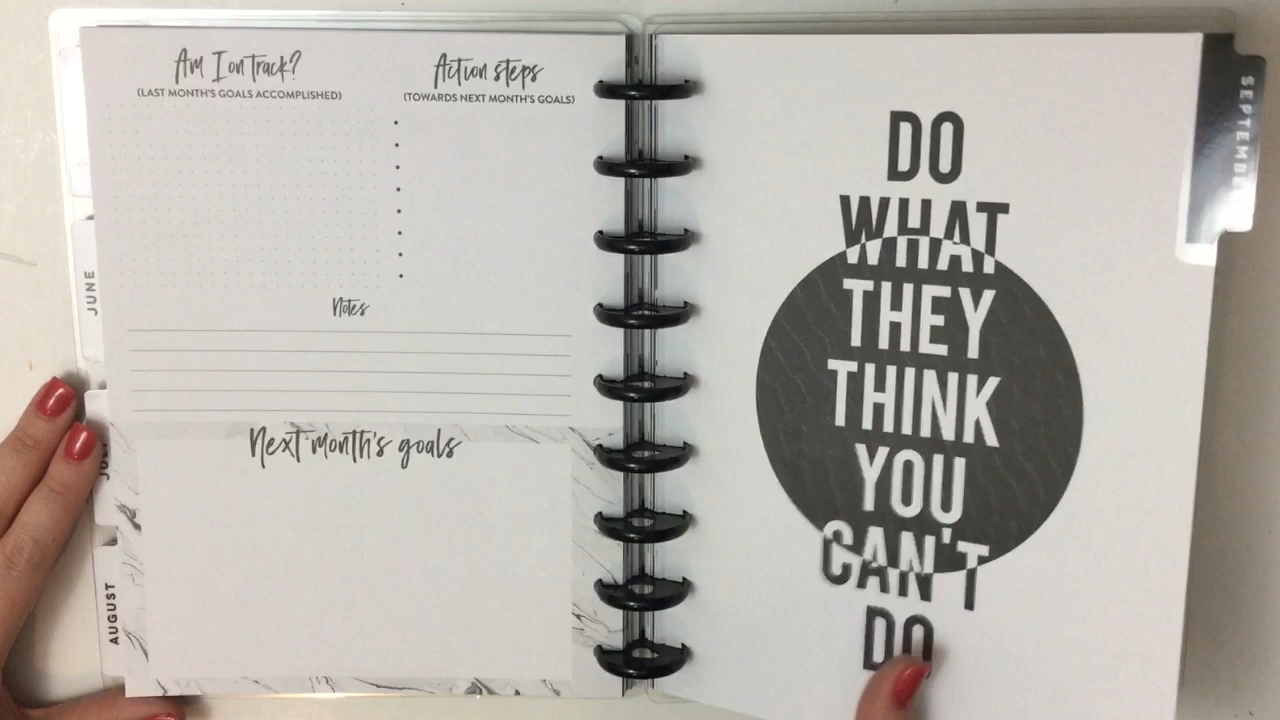 Am I on track?
(LAST MONTH'S GOALS ACCOMPLISHED)
Action steps
(TOWARDS NEXT MONTH'S GOALS)
Notes
Next month's goals
JUNE
AUGUST
DO
WHAT
THEY
THINK
YOU
CAN'T
DO